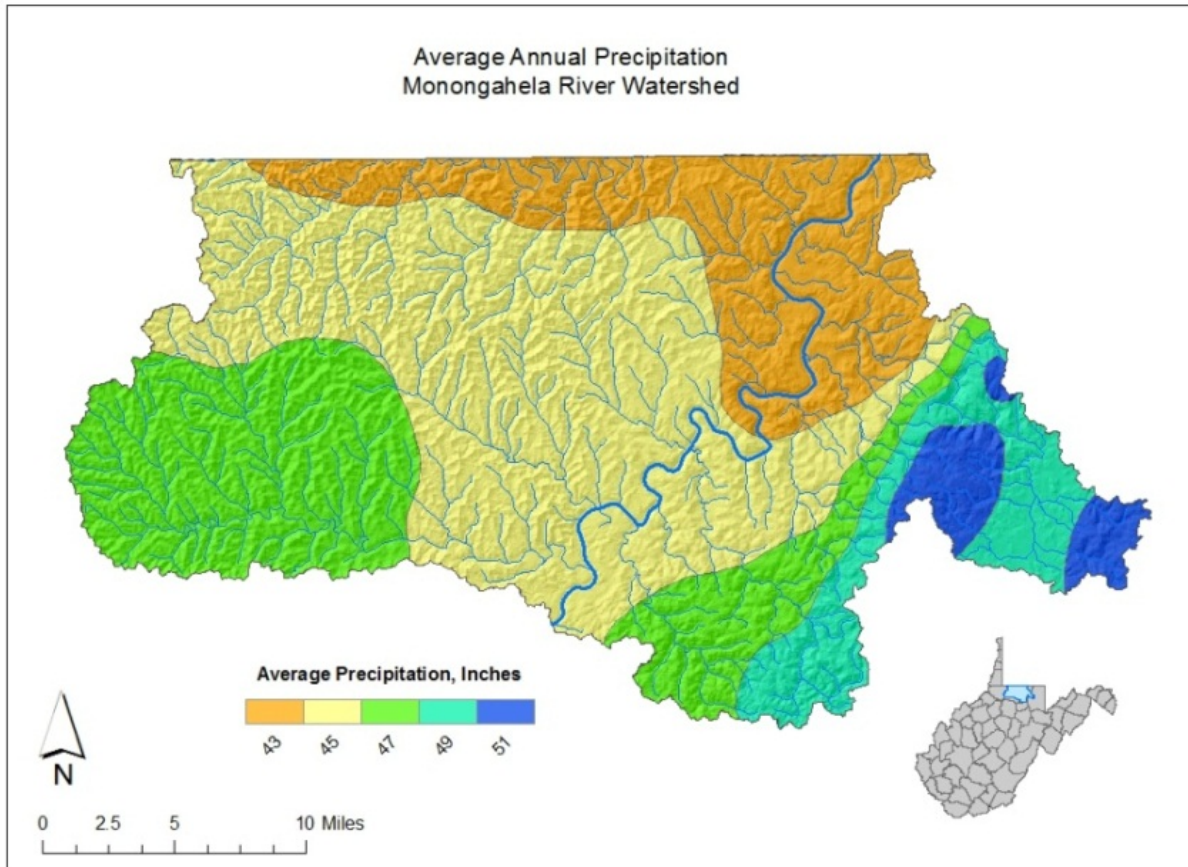 Average Annual Precipitation
Monongahela River Watershed
Average Precipitation, Inches
43 45 47 49 51
N
0 2.5 5 10 Miles